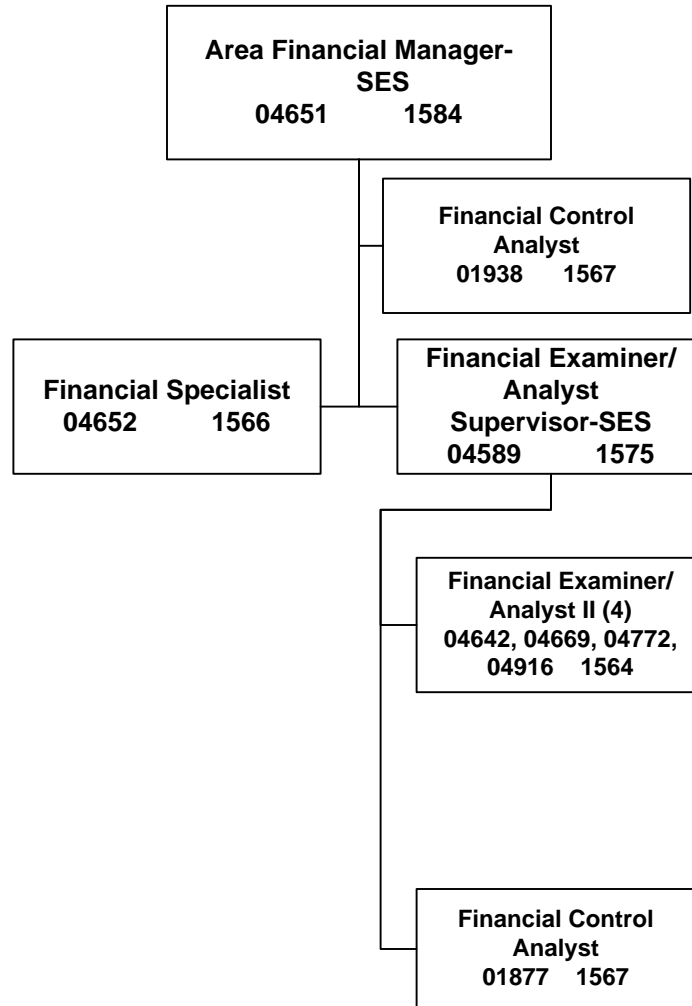 Area Financial Manager-
SES
04651 1584
Financial Control
Analyst
01938 1567
Financial Specialist
04652 1566
Financial Examiner/
Analyst
Supervisor-SES
04589 1575
Financial Examiner/
Analyst II (4)
04642, 04669, 04772,
04916 1564
Financial Control
Analyst
01877 1567